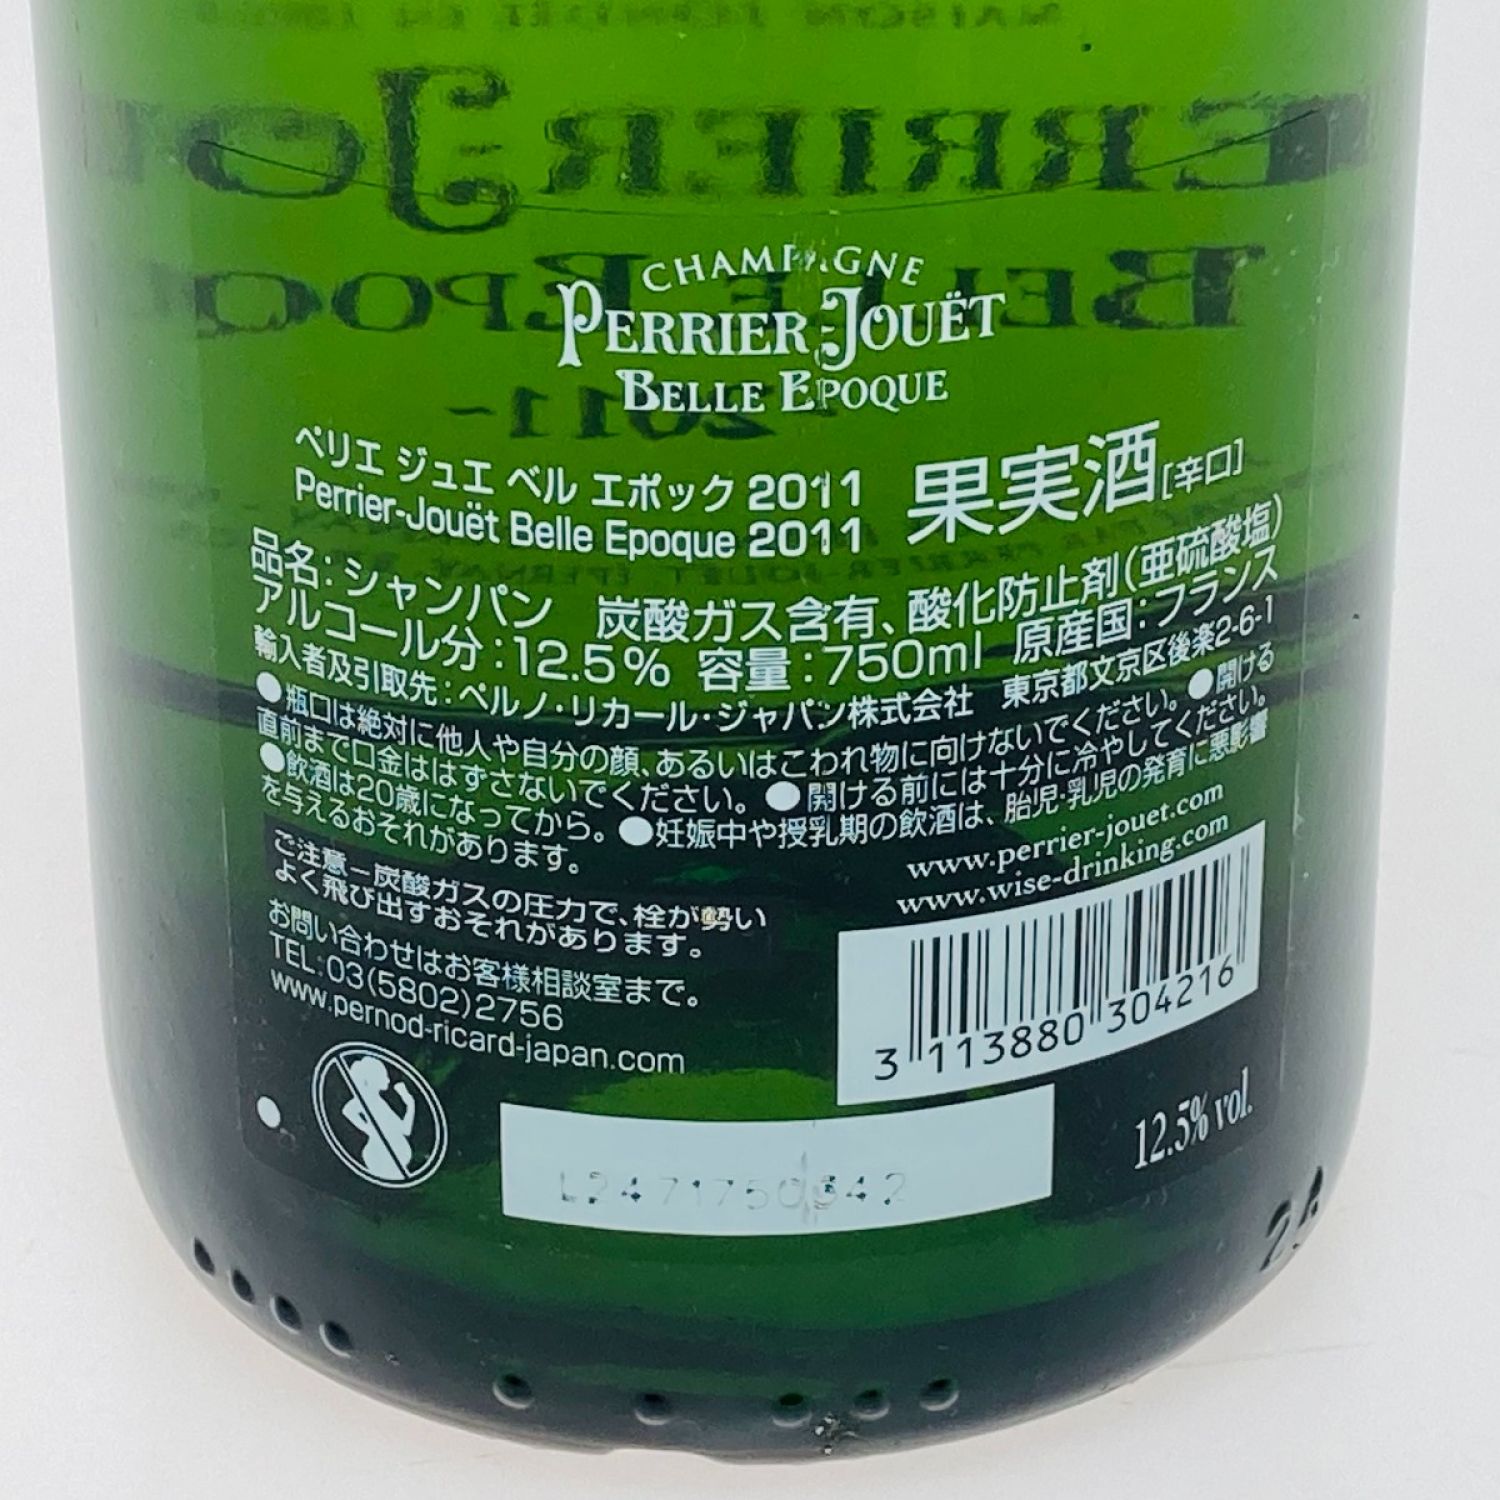 CHAMPAGNE
PERRIER-JOUËT
BELLE EPOQUE
ペリエ ジュエ ベル エポック 2011
Perrier-Jouët Belle Epoque 2011
果実酒[辛口]
品名:シャンパン 炭酸ガス含有、酸化防止剤(亜硫酸塩)
アルコール分:12.5% 容量:750ml 原産国:フランス
輸入者及引取先:ペルノ・リカール・ジャパン株式会社 東京都文京区後楽2-6-1
●瓶口は絶対に他人や自分の顔、あるいはこわれ物に向けないでください。●開ける
直前まで口金ははずさないでください。●開ける前には十分に冷やしてください。
●飲酒は20歳になってから。●妊娠中や授乳期の飲酒は、胎児・乳児の発育に悪影響
を与えるおそれがあります。
ご注意－炭酸ガスの圧力で、栓が勢い
よく飛び出すおそれがあります。
お問い合わせはお客様相談室まで。
TEL:03(5802)2756
www.pernod-ricard-japan.com
www.perrier-jouet.com
www.wise-drinking.com
3 113880 304216
12.5% vol.